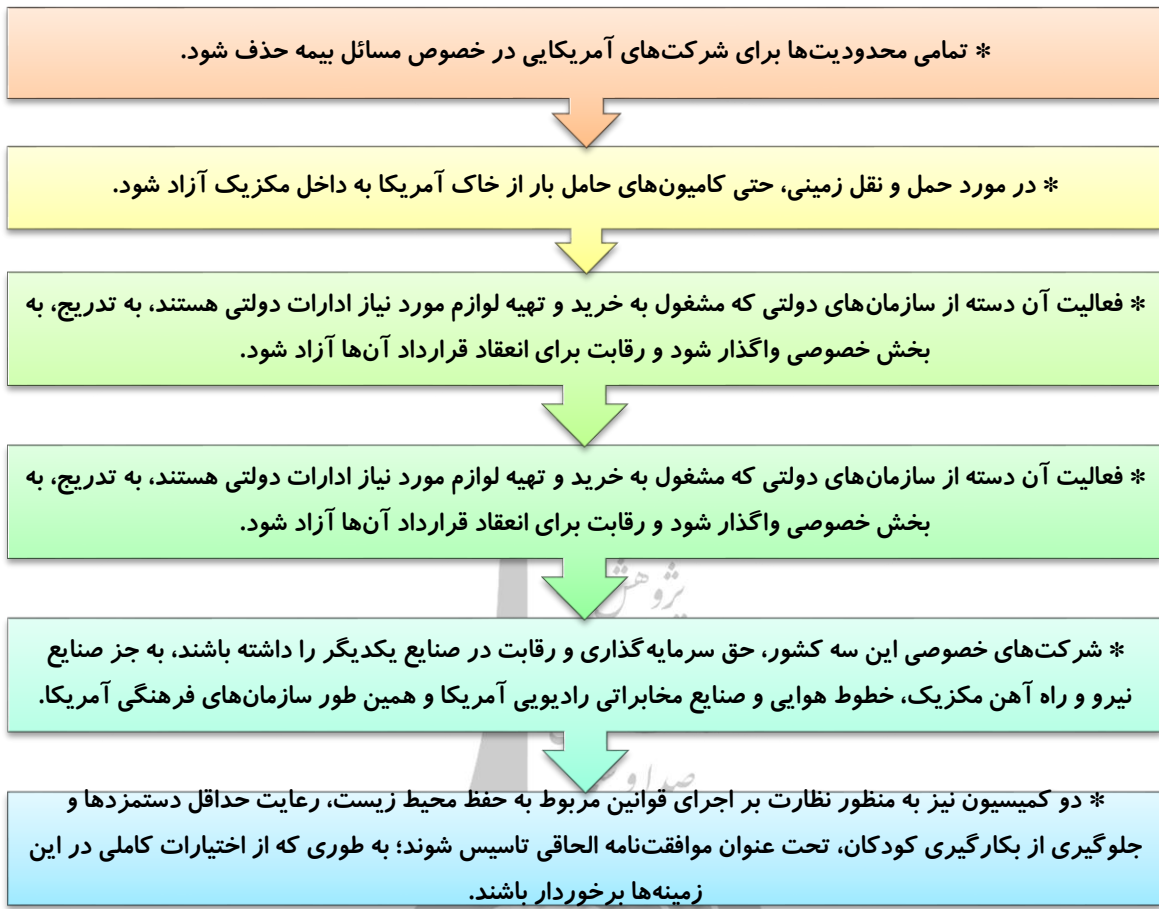 * تمامی محدودیت‌ها برای شرکت‌های آمریکایی در خصوص مسائل بیمه حذف شود.
* در مورد حمل و نقل زمینی، حتی کامیون‌های حامل بار از خاک آمریکا به داخل مکزیک آزاد شود.
* فعالیت آن دسته از سازمان‌های دولتی که مشغول به خرید و تهیه لوازم مورد نیاز ادارات دولتی هستند، به تدریج، به
بخش خصوصی واگذار شود و رقابت برای انعقاد قرارداد آن‌ها آزاد شود.
* فعالیت آن دسته از سازمان‌های دولتی که مشغول به خرید و تهیه لوازم مورد نیاز ادارات دولتی هستند، به تدریج، به
بخش خصوصی واگذار شود و رقابت برای انعقاد قرارداد آن‌ها آزاد شود.
پژوهش
* شرکت‌های خصوصی این سه کشور، حق سرمایه‌گذاری و رقابت در صنایع یکدیگر را داشته باشند، به جز صنایع
نیرو و راه آهن مکزیک، خطوط هوایی و صنایع مخابراتی رادیویی آمریکا و همین طور سازمان‌های فرهنگی آمریکا.
صدا و
* دو کمیسیون نیز به منظور نظارت بر اجرای قوانین مربوط به حفظ محیط زیست، رعایت حداقل دستمزدها و
جلوگیری از بکارگیری کودکان، تحت عنوان موافقت‌نامه الحاقی تاسیس شوند؛ به طوری که از اختیارات کاملی در این
زمینه‌ها برخوردار باشند.